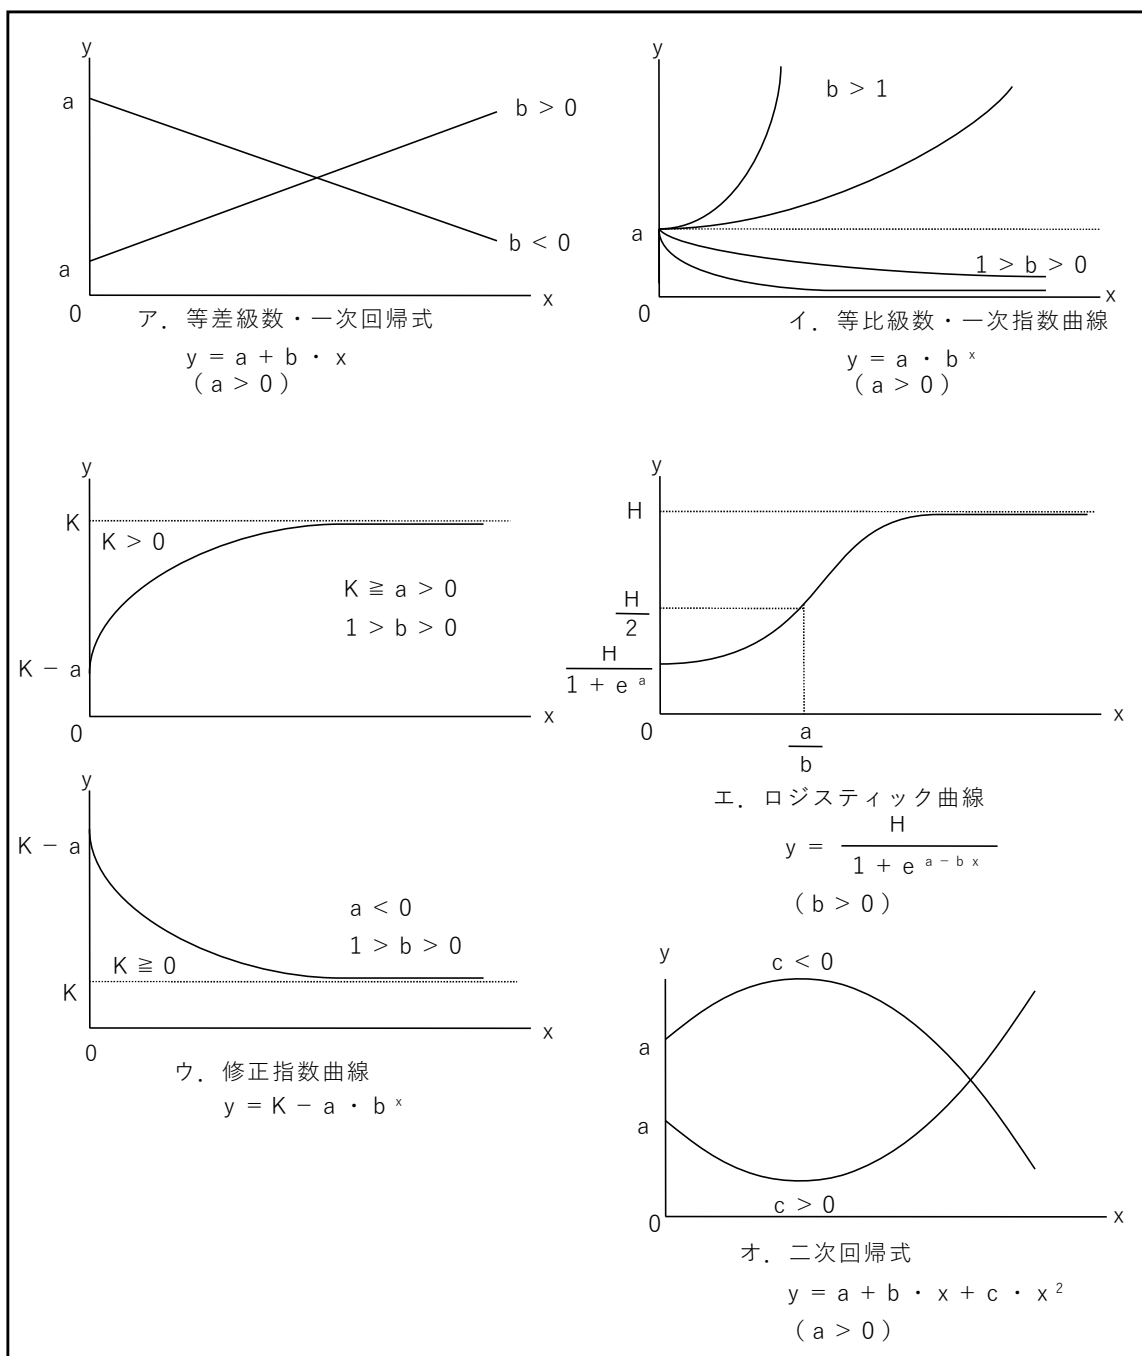 y
a
b > 0
a
b < 0
0
x
ア．等差級数・一次回帰式
y = a + b ・ x
( a > 0 )
y
b > 1
a
1 > b > 0
0
x
イ．等比級数・一次指数曲線
y = a ・ b ˣ
( a > 0 )
y
K
K > 0
K ≧ a > 0
1 > b > 0
K − a
0
x
y
K − a
a < 0
1 > b > 0
K ≧ 0
K
0
x
ウ．修正指数曲線
y = K − a ・ b ˣ
y
H
H
2
H
1 + e ᵃ
0
x
a
b
エ．ロジスティック曲線
H
y =
1 + e ᵃ⁻ᵇˣ
( b > 0 )
y
c < 0
a
a
c > 0
0
x
オ．二次回帰式
y = a + b ・ x + c ・ x ²
( a > 0 )